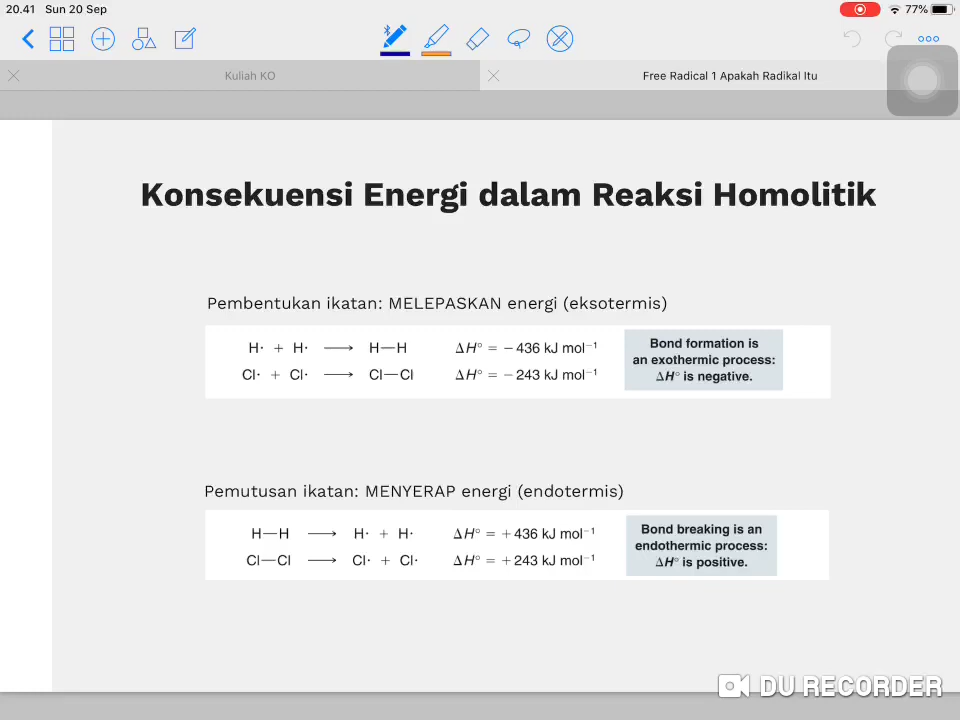 20.41 Sun 20 Sep
77%
Kuliah KO
Free Radical 1 Apakah Radikal Itu
Konsekuensi Energi dalam Reaksi Homolitik
Pembentukan ikatan: MELEPASKAN energi (eksotermis)
H· + H· ⟶ H—H ΔH° = −436 kJ mol⁻¹
Cl· + Cl· ⟶ Cl—Cl ΔH° = −243 kJ mol⁻¹
Bond formation is
an exothermic process:
ΔH° is negative.
Pemutusan ikatan: MENYERAP energi (endotermis)
H—H ⟶ H· + H· ΔH° = +436 kJ mol⁻¹
Cl—Cl ⟶ Cl· + Cl· ΔH° = +243 kJ mol⁻¹
Bond breaking is an
endothermic process:
ΔH° is positive.
DU RECORDER